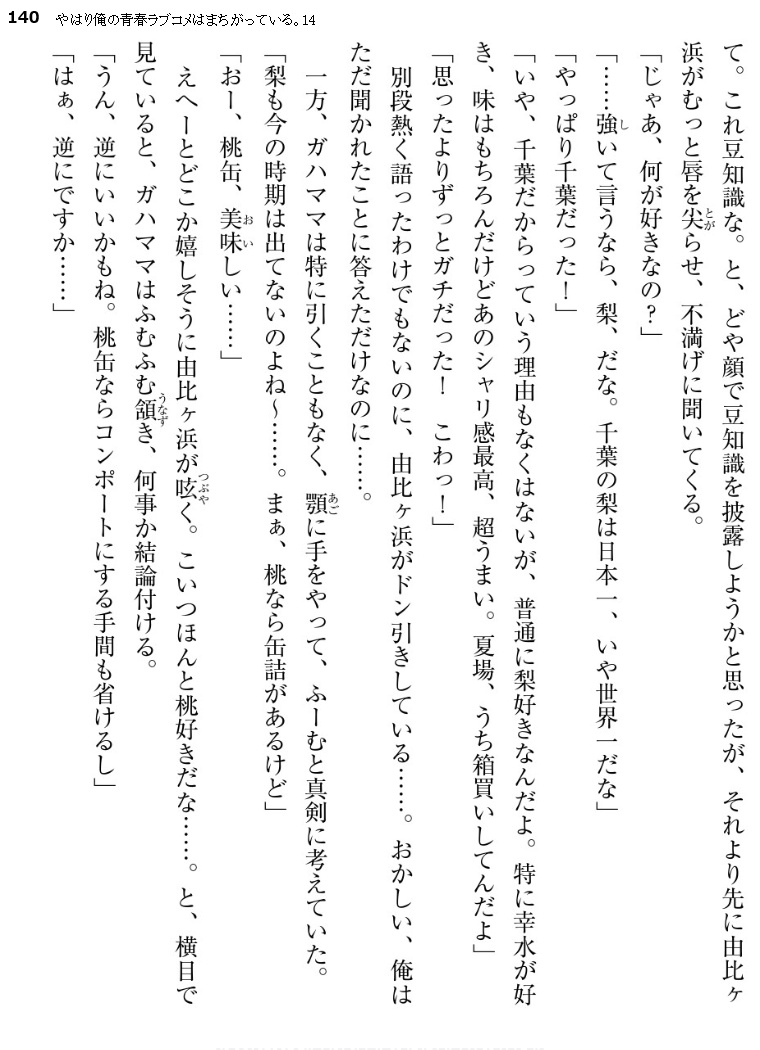 140 やはり俺の青春ラブコメはまちがっている。14
て。これ豆知識な。と、どや顔で豆知識を披露しようかと思ったが、それより先に由比ヶ
浜がむっと唇を尖らせ、不満げに聞いてくる。
「じゃあ、何が好きなの？」
「……強いて言うなら、梨、だな。千葉の梨は日本一、いや世界一だな」
「やっぱり千葉だった！」
「いや、千葉だからっていう理由もなくはないが、普通に梨好きなんだよ。特に幸水が好
き、味はもちろんだけどあのシャリ感最高、超うまい。夏場、うち箱買いしてんだよ」
「思ったよりずっとガチだった！　こわっ！」
別段熱く語ったわけでもないのに、由比ヶ浜がドン引きしている……。おかしい、俺は
ただ聞かれたことに答えただけなのに……。
一方、ガハママは特に引くこともなく、顎に手をやって、ふーむと真剣に考えていた。
「梨も今の時期は出てないのよね〜……。まぁ、桃なら缶詰があるけど」
「おー、桃缶、美味しい……」
えへーとどこか嬉しそうに由比ヶ浜が呟く。こいつほんと桃好きだな……。と、横目で
見ていると、ガハママはふむふむ頷き、何事か結論付ける。
「うん、逆にいいかもね。桃缶ならコンポートにする手間も省けるし」
「はぁ、逆にですか……」